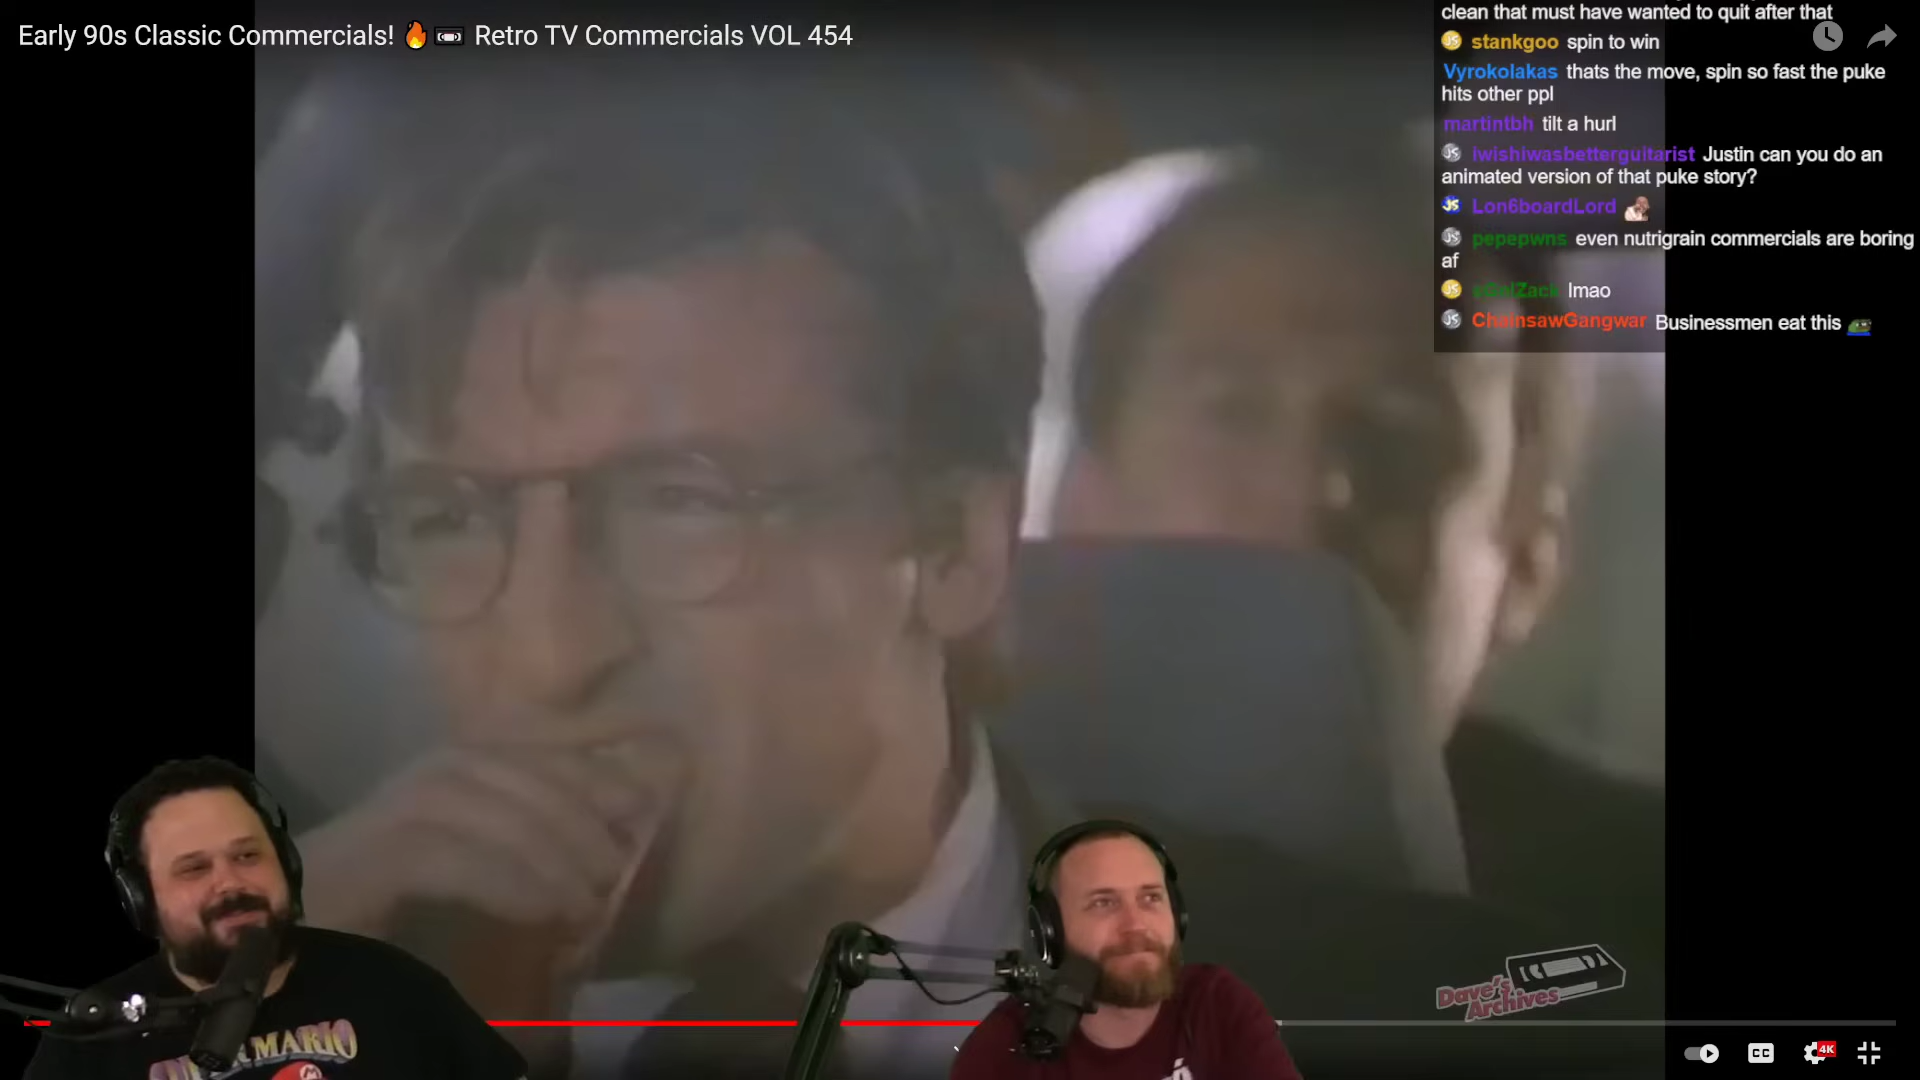 Early 90s Classic Commercials! 🔥📼 Retro TV Commercials VOL 454
clean that must have wanted to quit after that
stankgoo spin to win
Vyrokolakas thats the move, spin so fast the puke
hits other ppl
martintbh tilt a hurl
iwishiwasbetterguitarist Justin can you do an
animated version of that puke story?
Lon6boardLord
pepepwns even nutrigrain commercials are boring
af
lmao
ChainsawGangwar Businessmen eat this
Dave's
Archives
MARIO
CC
4K